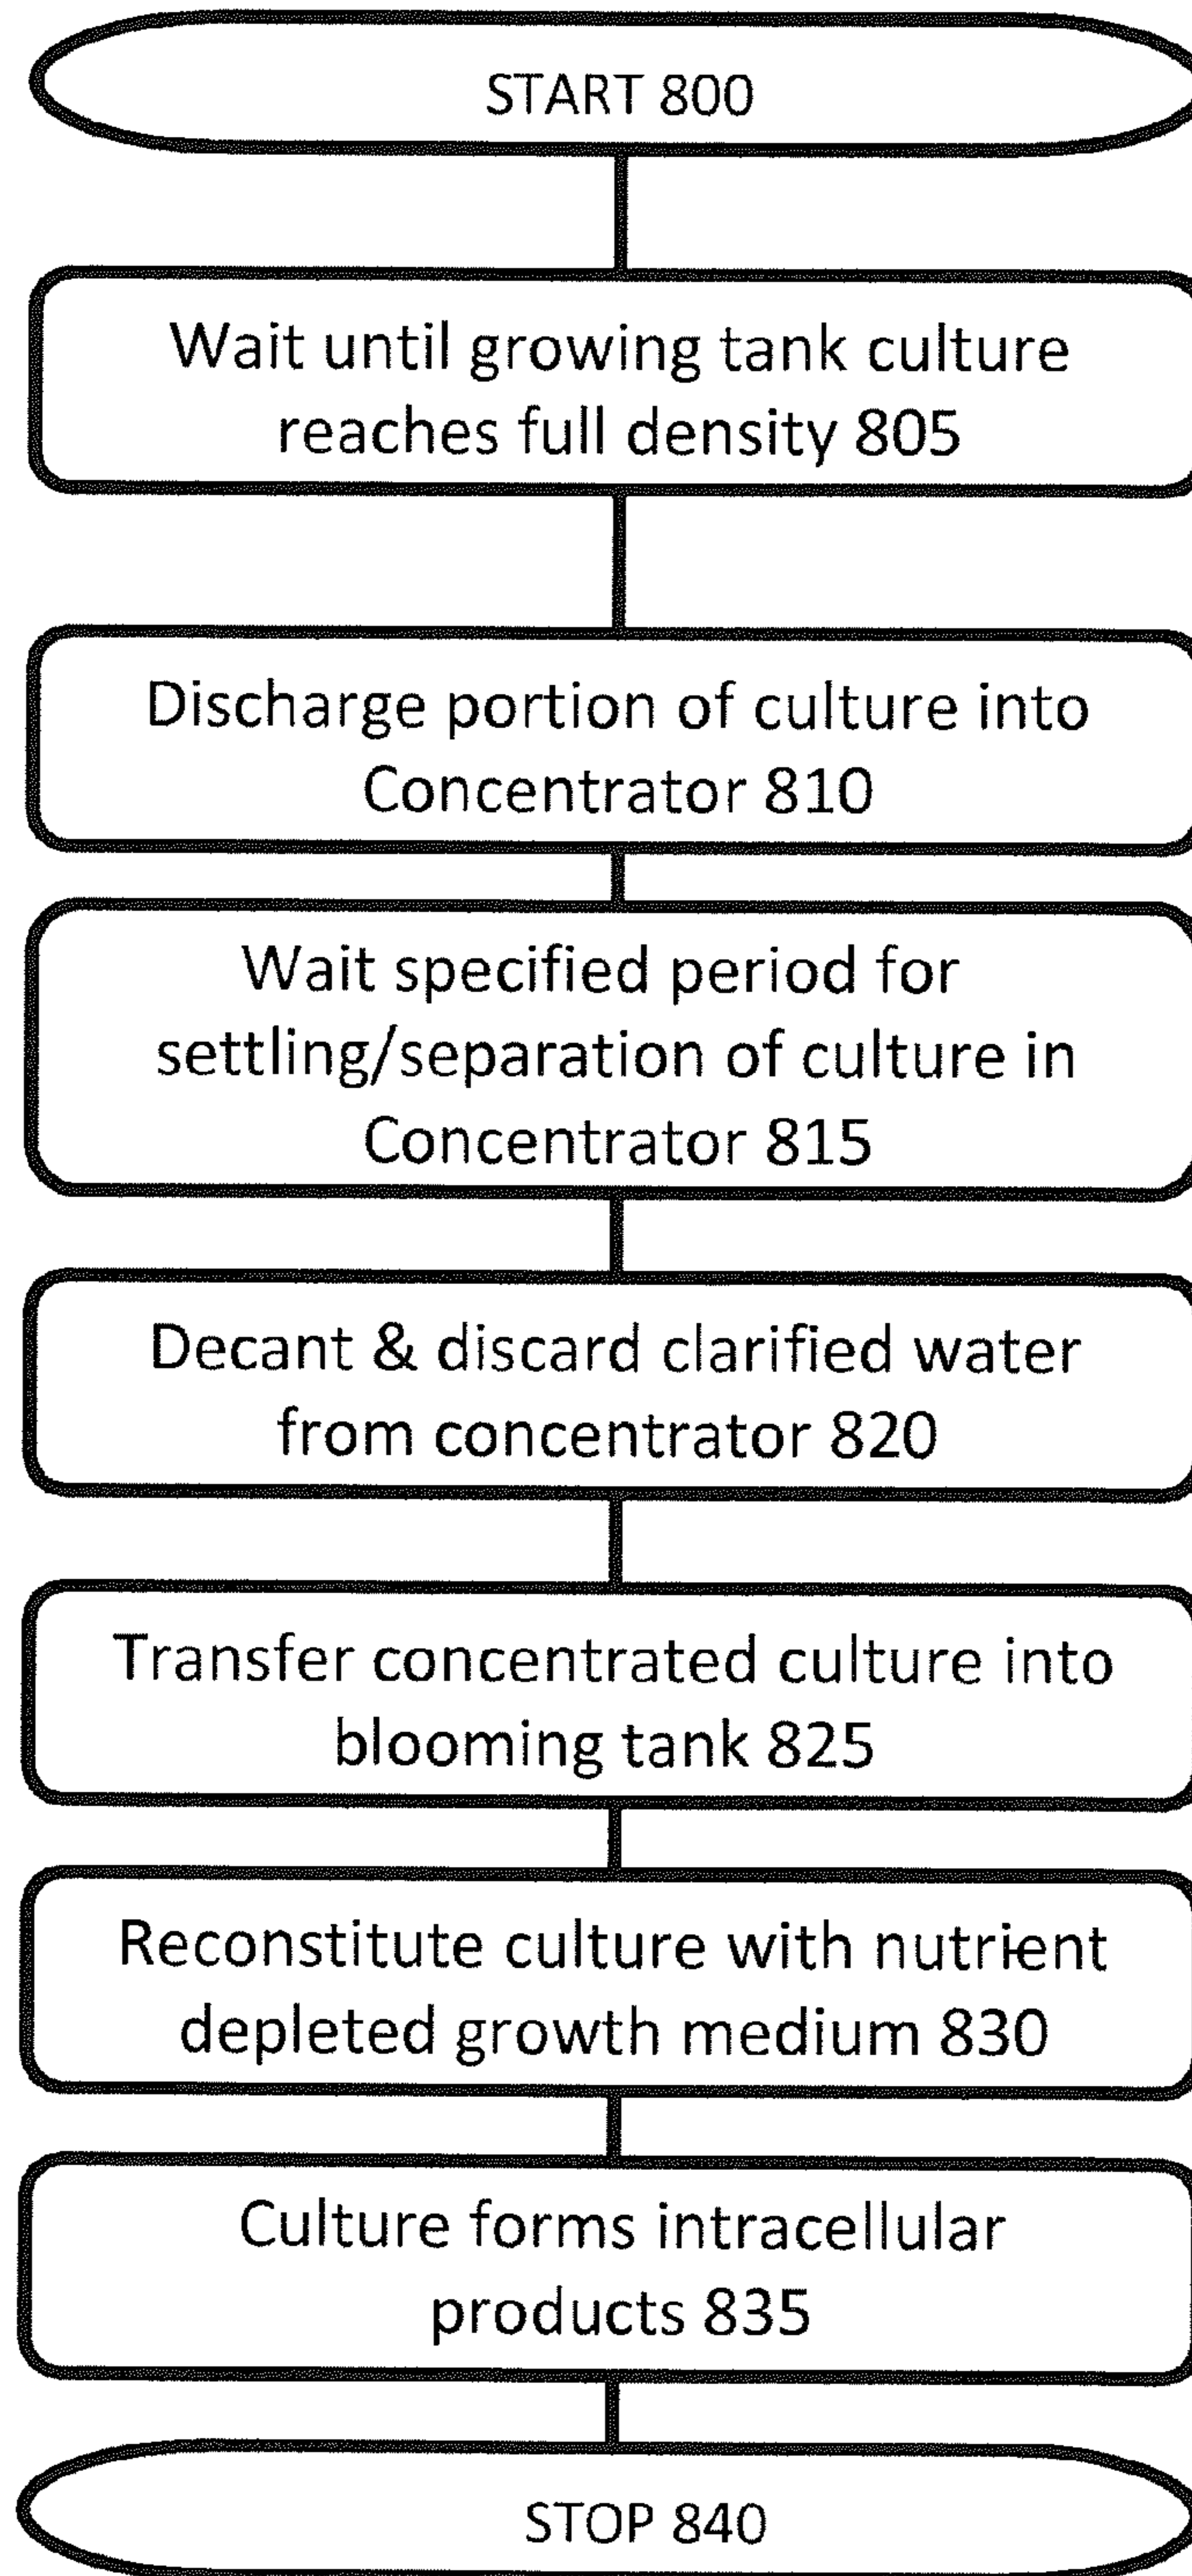 START 800
Wait until growing tank culture
reaches full density 805
Discharge portion of culture into
Concentrator 810
Wait specified period for
settling/separation of culture in
Concentrator 815
Decant & discard clarified water
from concentrator 820
Transfer concentrated culture into
blooming tank 825
Reconstitute culture with nutrient
depleted growth medium 830
Culture forms intracellular
products 835
STOP 840